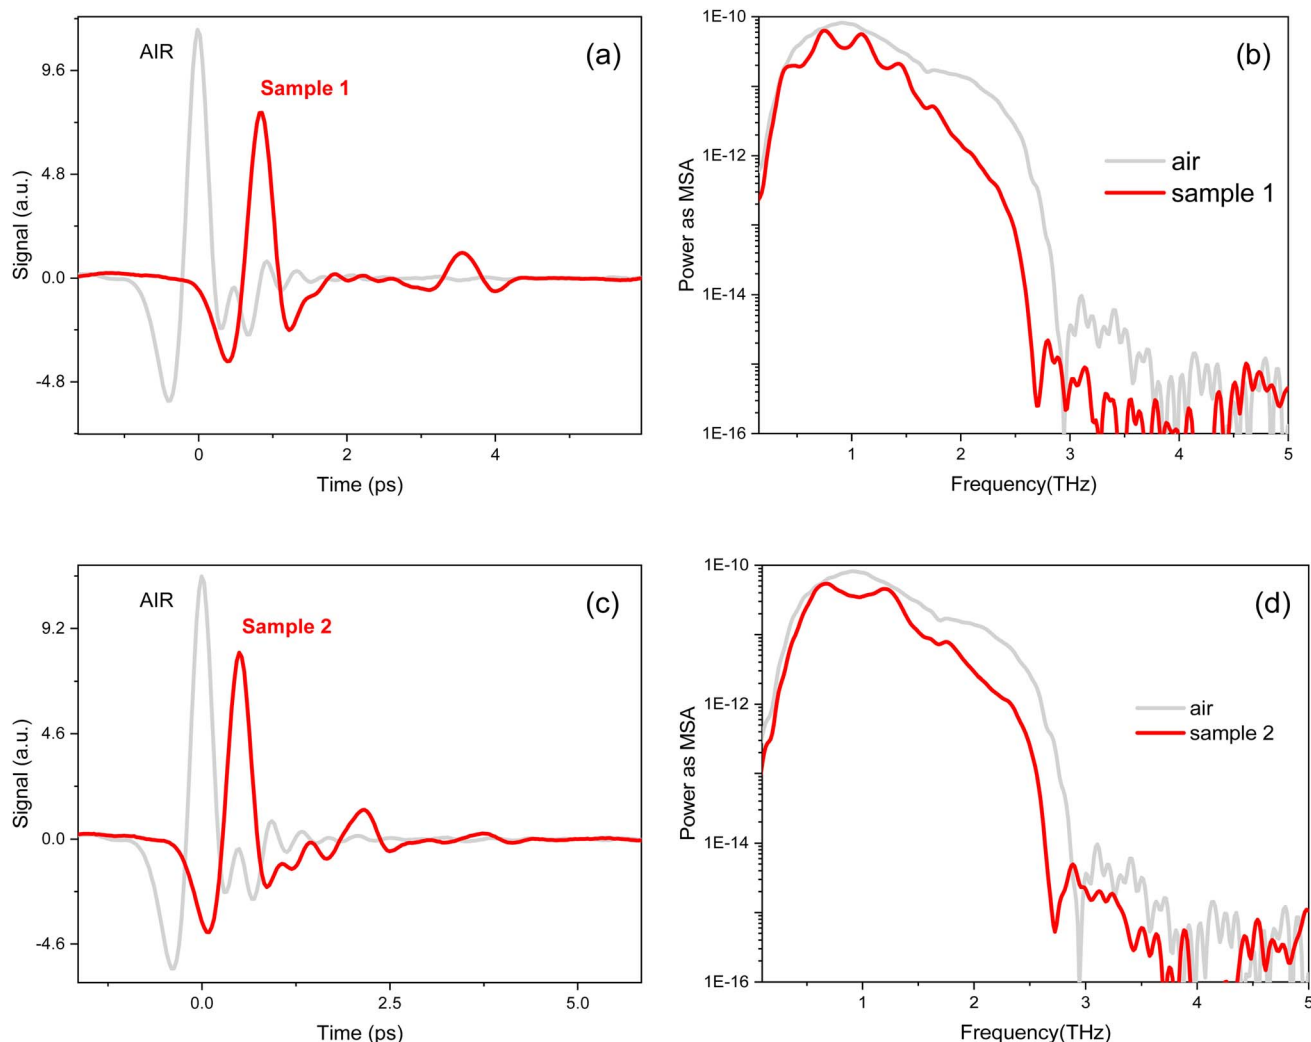 AIR
(a)
Sample 1
9.6
4.8
0.0
−4.8
Signal (a.u.)
0
2
4
Time (ps)
(b)
1E-10
1E-12
1E-14
1E-16
Power as MSA
air
sample 1
1
2
3
4
5
Frequency(THz)
AIR
(c)
Sample 2
9.2
4.6
0.0
−4.6
Signal (a.u.)
0.0
2.5
5.0
Time (ps)
(d)
1E-10
1E-12
1E-14
1E-16
Power as MSA
air
sample 2
1
2
3
4
5
Frequency(THz)